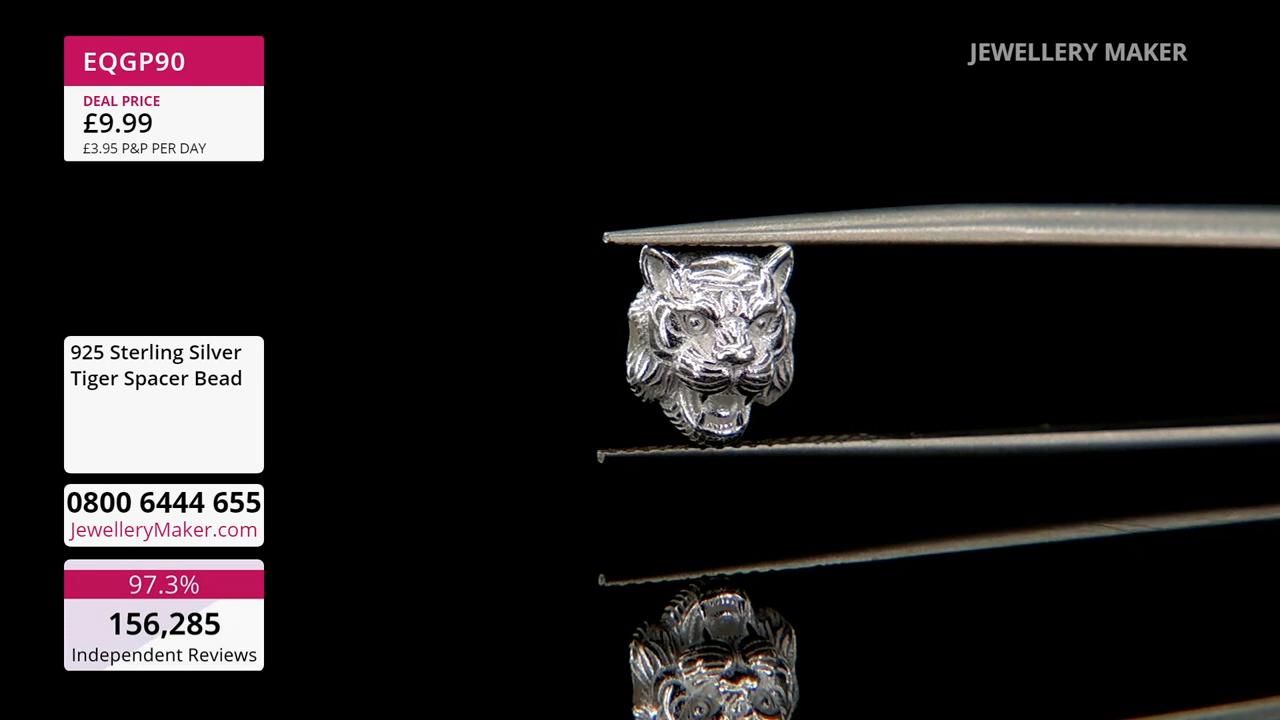 EQGP90
DEAL PRICE
£9.99
£3.95 P&P PER DAY
JEWELLERY MAKER
925 Sterling Silver
Tiger Spacer Bead
0800 6444 655
JewelleryMaker.com
97.3%
156,285
Independent Reviews